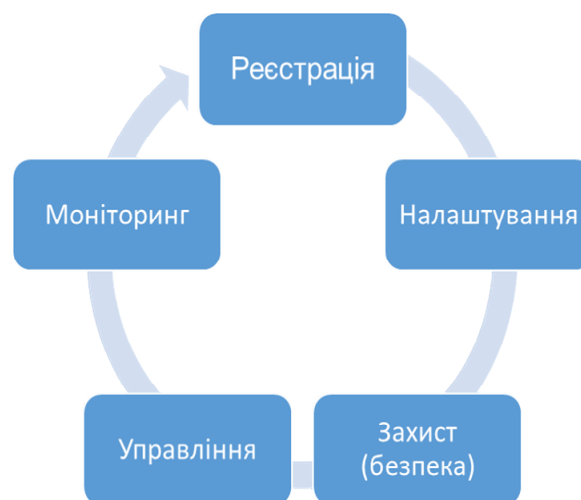 Реєстрація
Налаштування
Захист
(безпека)
Управління
Моніторинг